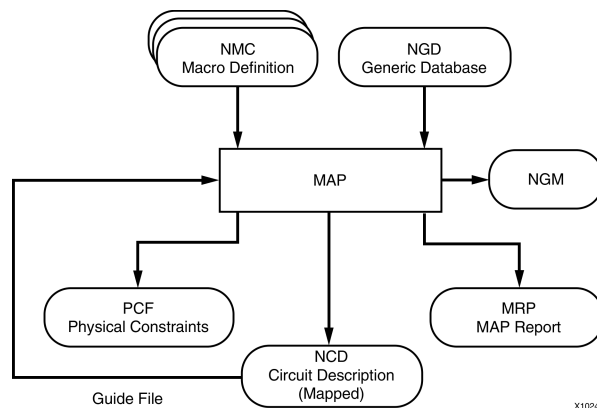 NMC
Macro Definition
NGD
Generic Database
MAP
NGM
PCF
Physical Constraints
MRP
MAP Report
NCD
Circuit Description
(Mapped)
Guide File